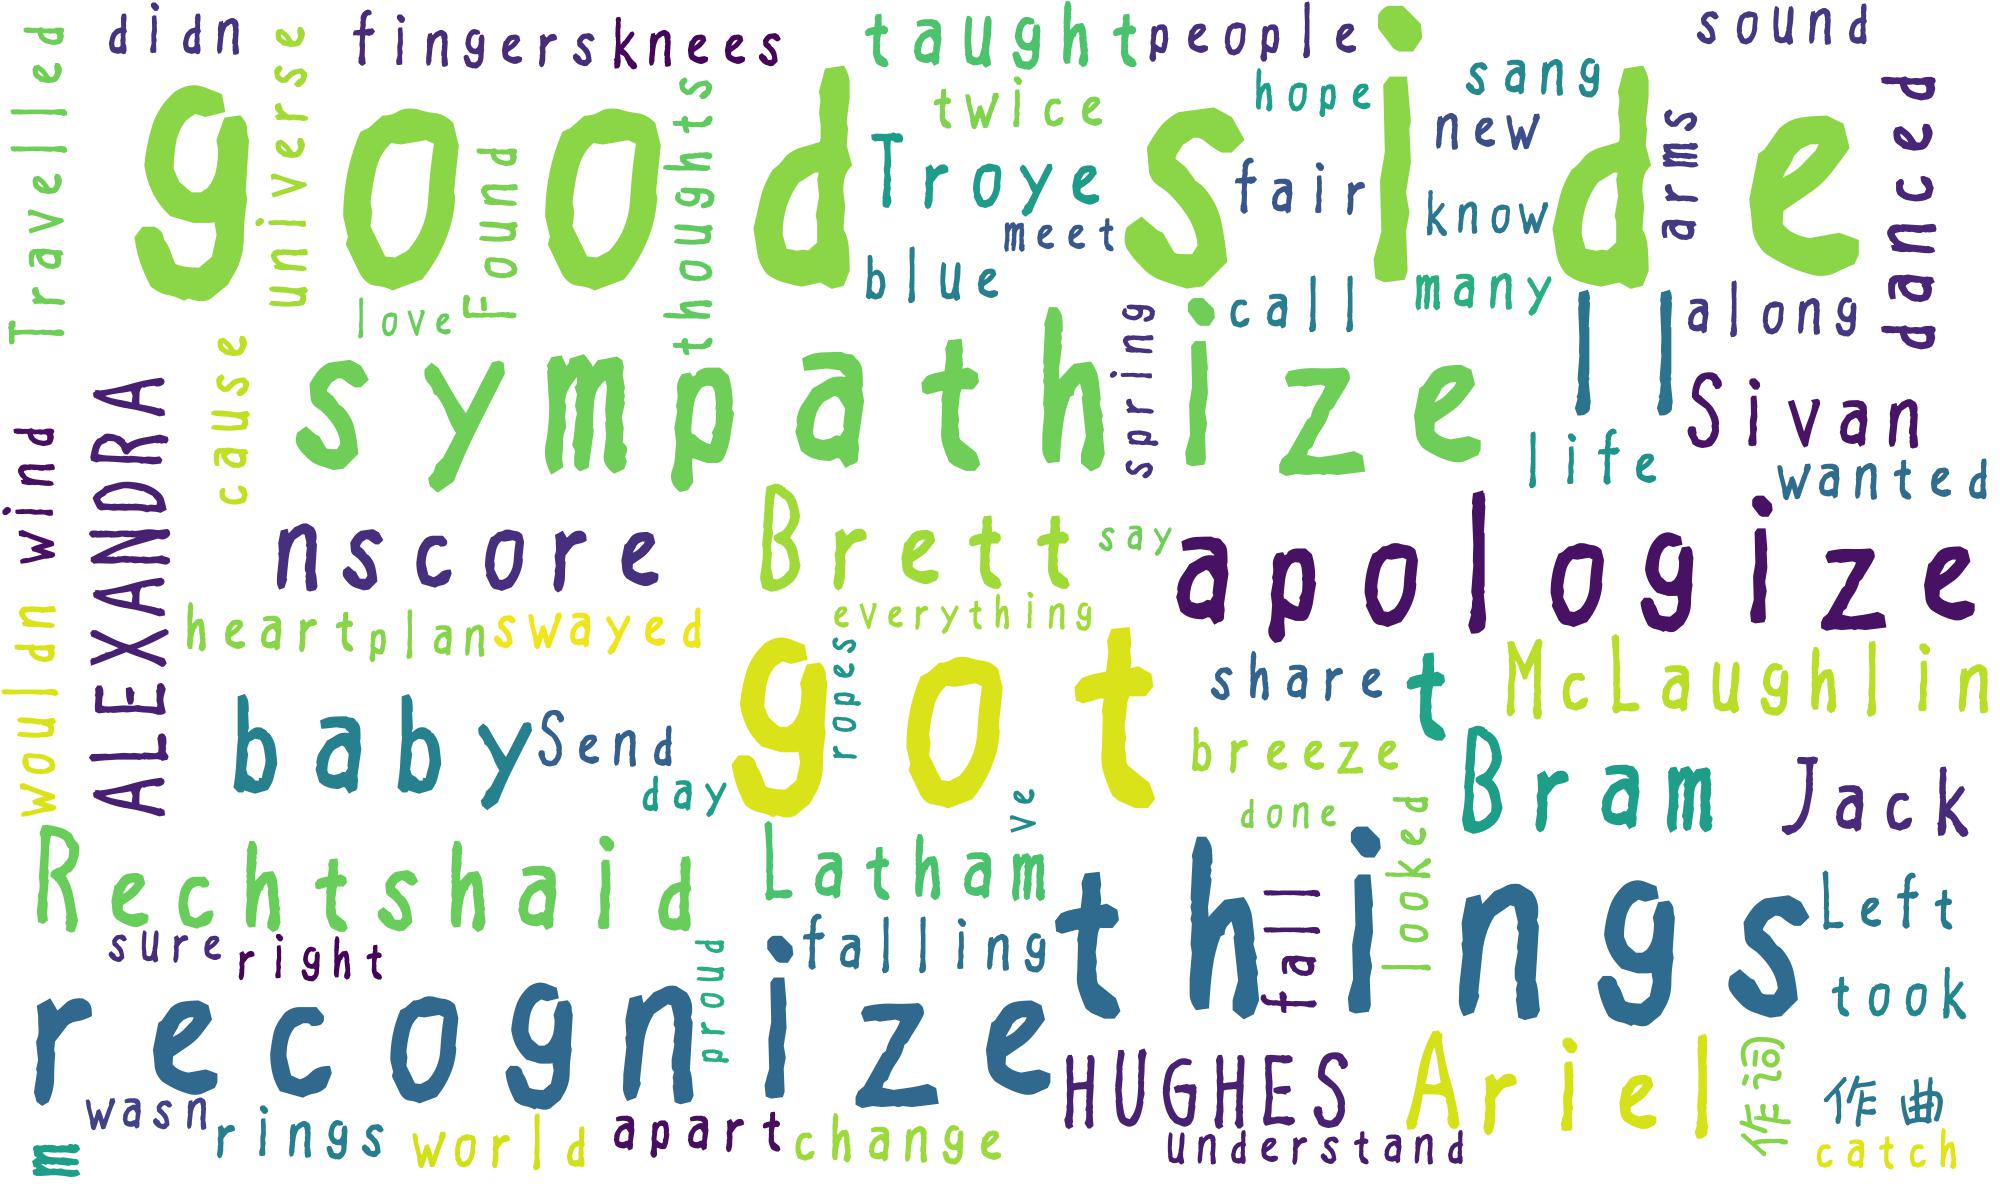 didn
fingers
knees
taught
people
sound
Travelled
universe
good
side
thoughts
twice
hope
sang
new
arms
danced
Found
Troye
meet
fair
know
blue
love
call
many
along
ll
cause
sympathize
spring
Sivan
life
wanted
wind
ALEXANDRA
nscore
Brett
say
apologize
wouldn
heart
plan
swayed
everything
got
ropes
share
t
McLaughlin
baby
Send
day
breeze
Bram
Jack
ve
done
looked
Rechtshaid
Latham
things
fall
Left
sure
right
falling
proud
took
recognize
HUGHES
Ariel
作词
作曲
m
wasn
rings
world
apart
change
understand
catch